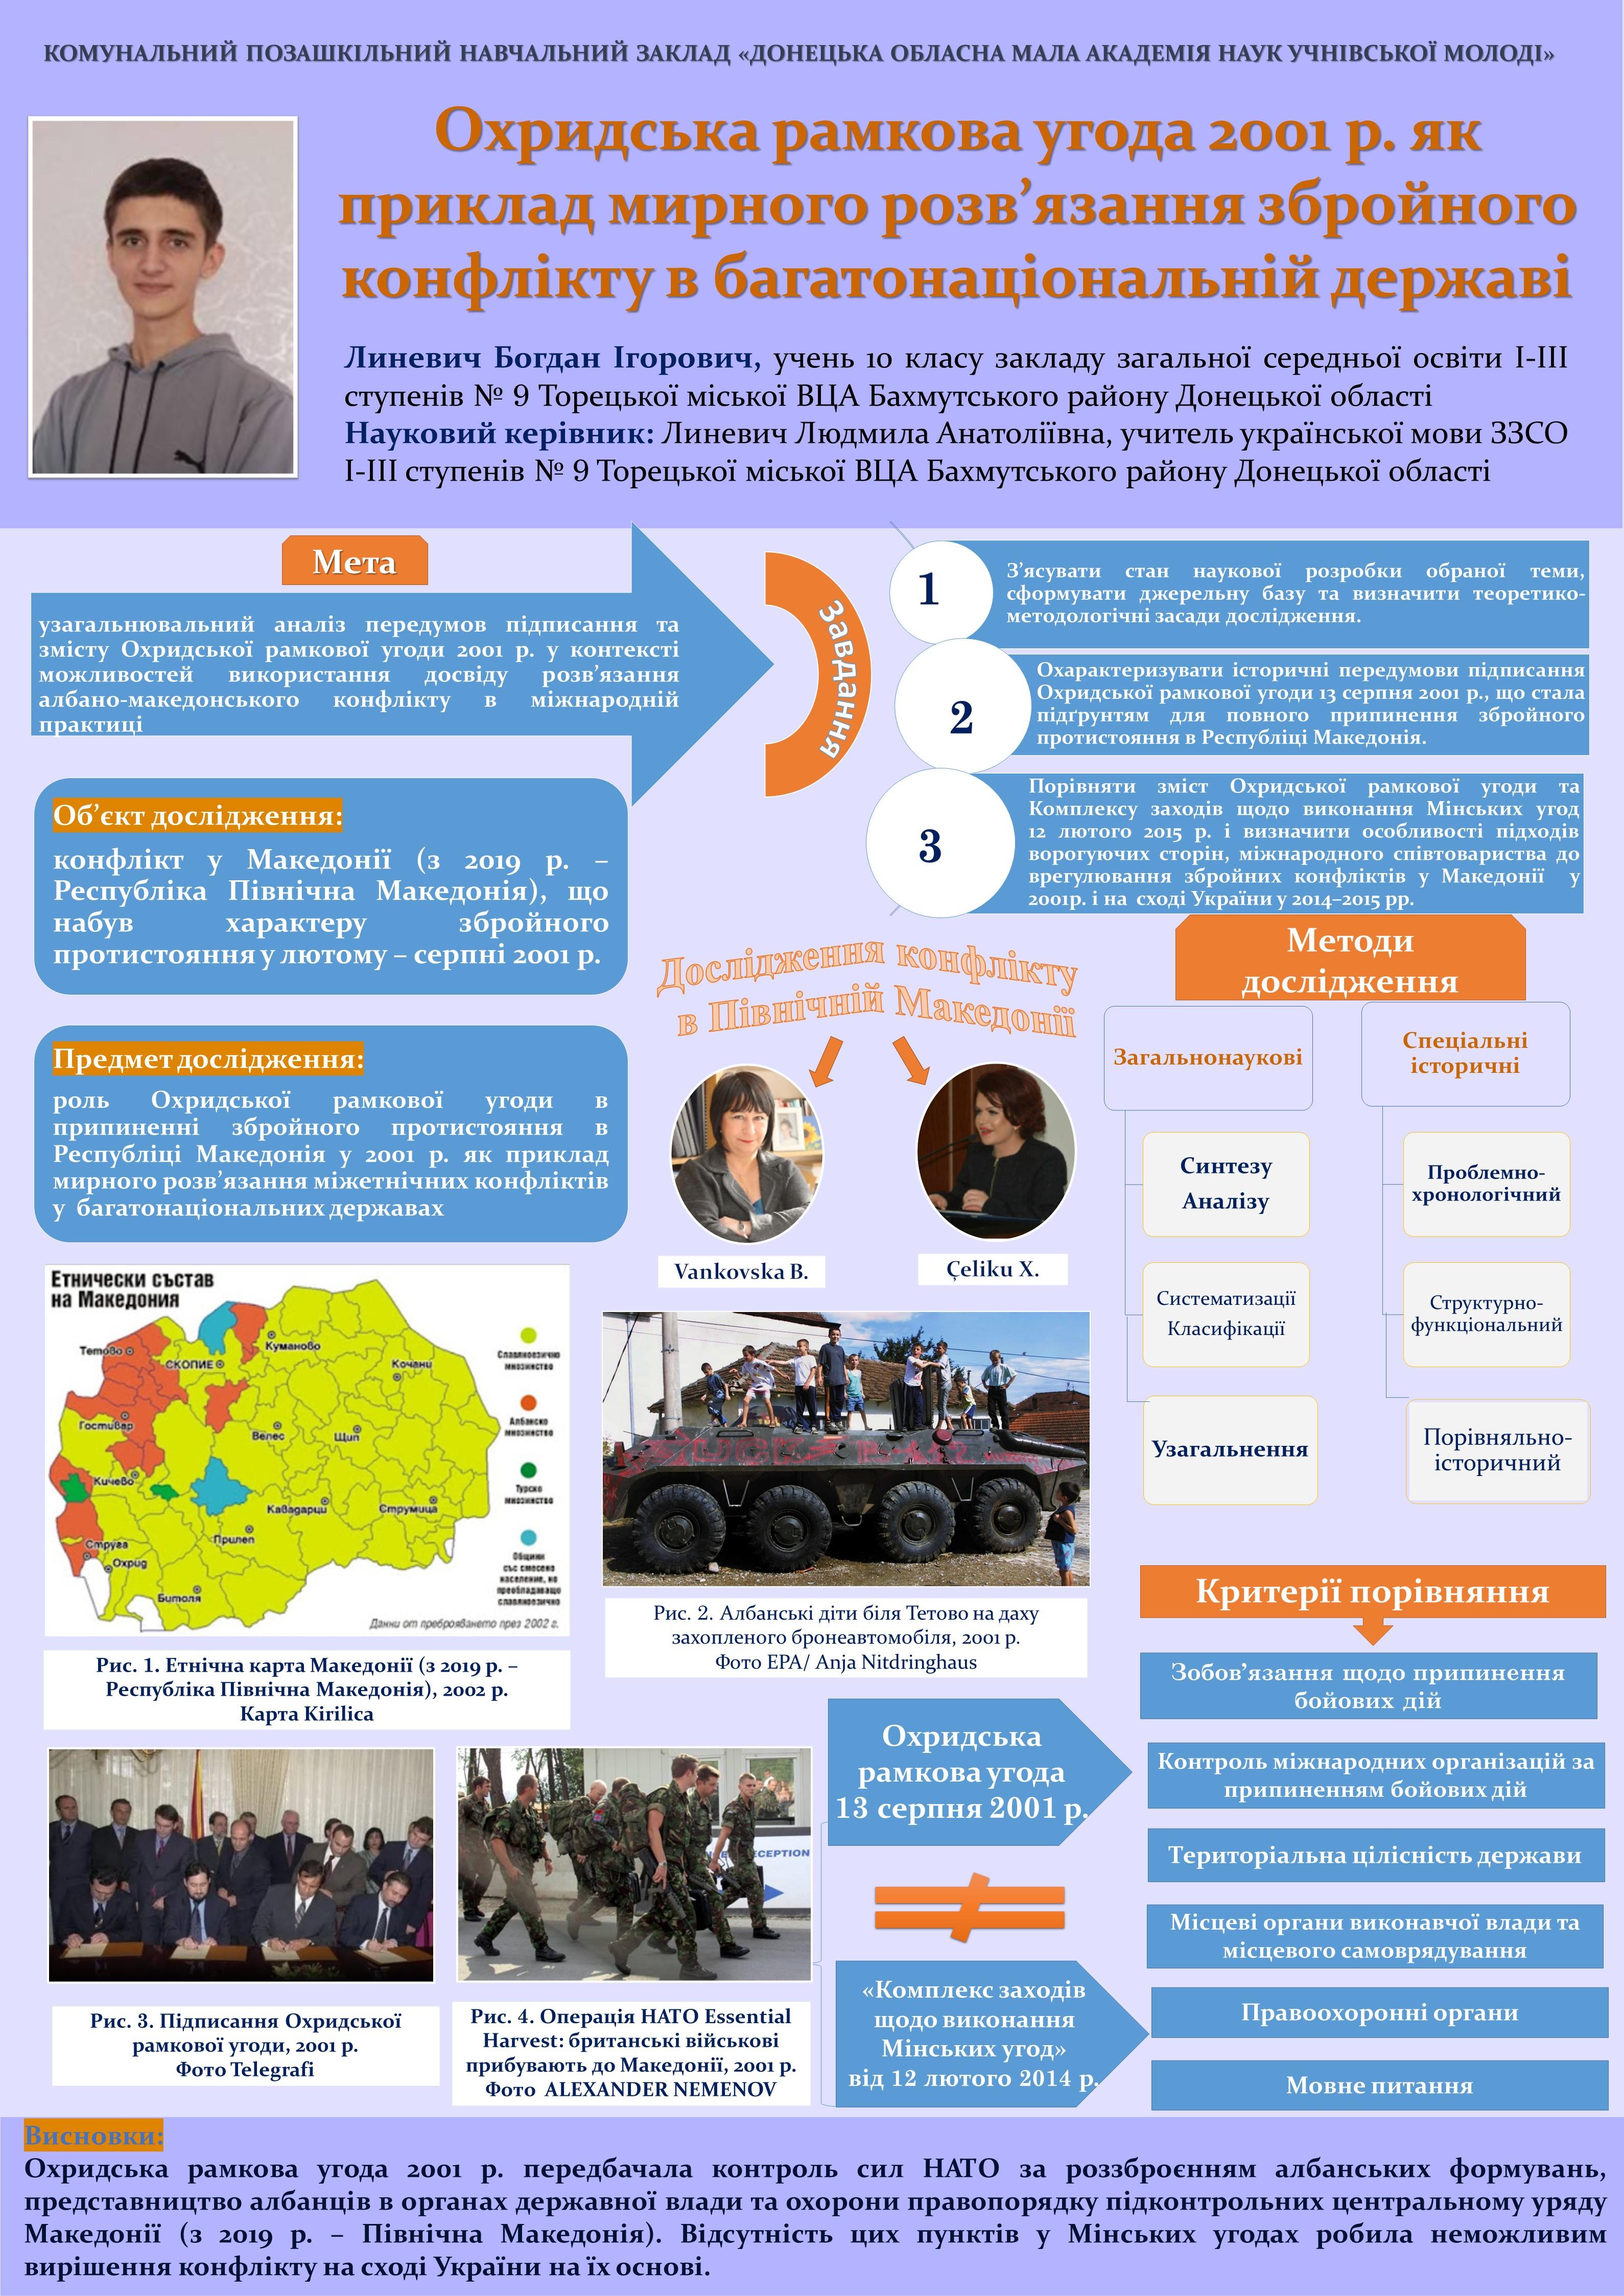 КОМУНАЛЬНИЙ ПОЗАШКІЛЬНИЙ НАВЧАЛЬНИЙ ЗАКЛАД «ДОНЕЦЬКА ОБЛАСНА МАЛА АКАДЕМІЯ НАУК УЧНІВСЬКОЇ МОЛОДІ»
Охридська рамкова угода 2001 р. як
приклад мирного розв’язання збройного
конфлікту в багатонаціональній державі
Линевич Богдан Ігорович, учень 10 класу закладу загальної середньої освіти І-ІІІ
ступенів № 9 Торецької міської ВЦА Бахмутського району Донецької області
Науковий керівник: Линевич Людмила Анатоліївна, учитель української мови ЗЗСО
І-ІІІ ступенів № 9 Торецької міської ВЦА Бахмутського району Донецької області
Мета
узагальнювальний аналіз передумов підписання та
змісту Охридської рамкової угоди 2001 р. у контексті
можливостей використання досвіду розв’язання
албано-македонського конфлікту в міжнародній
практиці
Завдання
1
З’ясувати стан наукової розробки обраної теми,
сформувати джерельну базу та визначити теоретико-
методологічні засади дослідження.
2
Охарактеризувати історичні передумови підписання
Охридської рамкової угоди 13 серпня 2001 р., що стала
підґрунтям для повного припинення збройного
протистояння в Республіці Македонія.
3
Порівняти зміст Охридської рамкової угоди та
Комплексу заходів щодо виконання Мінських угод
12 лютого 2015 р. і визначити особливості підходів
ворогуючих сторін, міжнародного співтовариства до
врегулювання збройних конфліктів у Македонії у
2001р. і на сході України у 2014–2015 рр.
Об’єкт дослідження:
конфлікт у Македонії (з 2019 р. –
Республіка Північна Македонія), що
набув характеру збройного
протистояння у лютому – серпні 2001 р.
Предмет дослідження:
роль Охридської рамкової угоди в
припиненні збройного протистояння в
Республіці Македонія у 2001 р. як приклад
мирного розв’язання міжетнічних конфліктів
у багатонаціональних державах
Дослідження конфлікту
в Північній Македонії
Vankovska B.
Çeliku X.
Методи
дослідження
Загальнонаукові
Синтезу
Аналізу
Систематизації
Класифікації
Узагальнення
Спеціальні
історичні
Проблемно-
хронологічний
Структурно-
функціональний
Порівняльно-
історичний
Етнически състав
на Македония
Тетово
СКОПИЕ
Куманово
Кочани
Гостивар
Велес
Щип
Кичево
Кавадарци
Струмица
Прилеп
Струга
Охрид
Битоля
Славяноезично
мнозинство
Албанско
мнозинство
Турско
мнозинство
Общини
със смесено
население, но
преобладаващо
славяноезично
Данни от преброяването през 2002 г.
Рис. 1. Етнічна карта Македонії (з 2019 р. –
Республіка Північна Македонія), 2002 р.
Карта Kirilica
Рис. 2. Албанські діти біля Тетово на даху
захопленого бронеавтомобіля, 2001 р.
Фото EPA/ Anja Nitdringhaus
ECEPTION
Рис. 3. Підписання Охридської
рамкової угоди, 2001 р.
Фото Telegrafi
Рис. 4. Операція НАТО Essential
Harvest: британські військові
прибувають до Македонії, 2001 р.
Фото ALEXANDER NEMENOV
Охридська
рамкова угода
13 серпня 2001 р.
«Комплекс заходів
щодо виконання
Мінських угод»
від 12 лютого 2014 р.
Критерії порівняння
Зобов’язання щодо припинення
бойових дій
Контроль міжнародних організацій за
припиненням бойових дій
Територіальна цілісність держави
Місцеві органи виконавчої влади та
місцевого самоврядування
Правоохоронні органи
Мовне питання
Висновки:
Охридська рамкова угода 2001 р. передбачала контроль сил НАТО за роззброєнням албанських формувань,
представництво албанців в органах державної влади та охорони правопорядку підконтрольних центральному уряду
Македонії (з 2019 р. – Північна Македонія). Відсутність цих пунктів у Мінських угодах робила неможливим
вирішення конфлікту на сході України на їх основі.